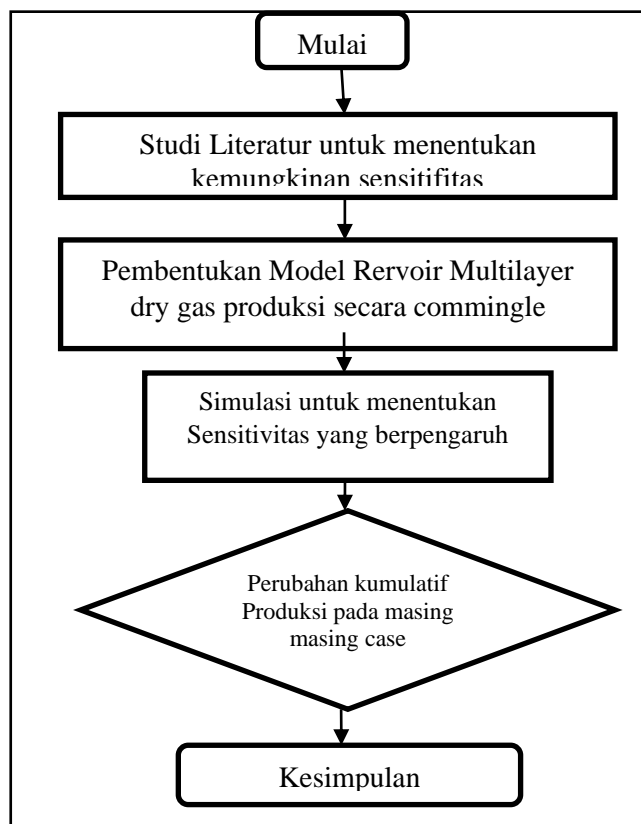 Mulai
Studi Literatur untuk menentukan
kemungkinan sensitifitas
Pembentukan Model Rervoir Multilayer
dry gas produksi secara commingle
Simulasi untuk menentukan
Sensitivitas yang berpengaruh
Perubahan kumulatif
Produksi pada masing
masing case
Kesimpulan